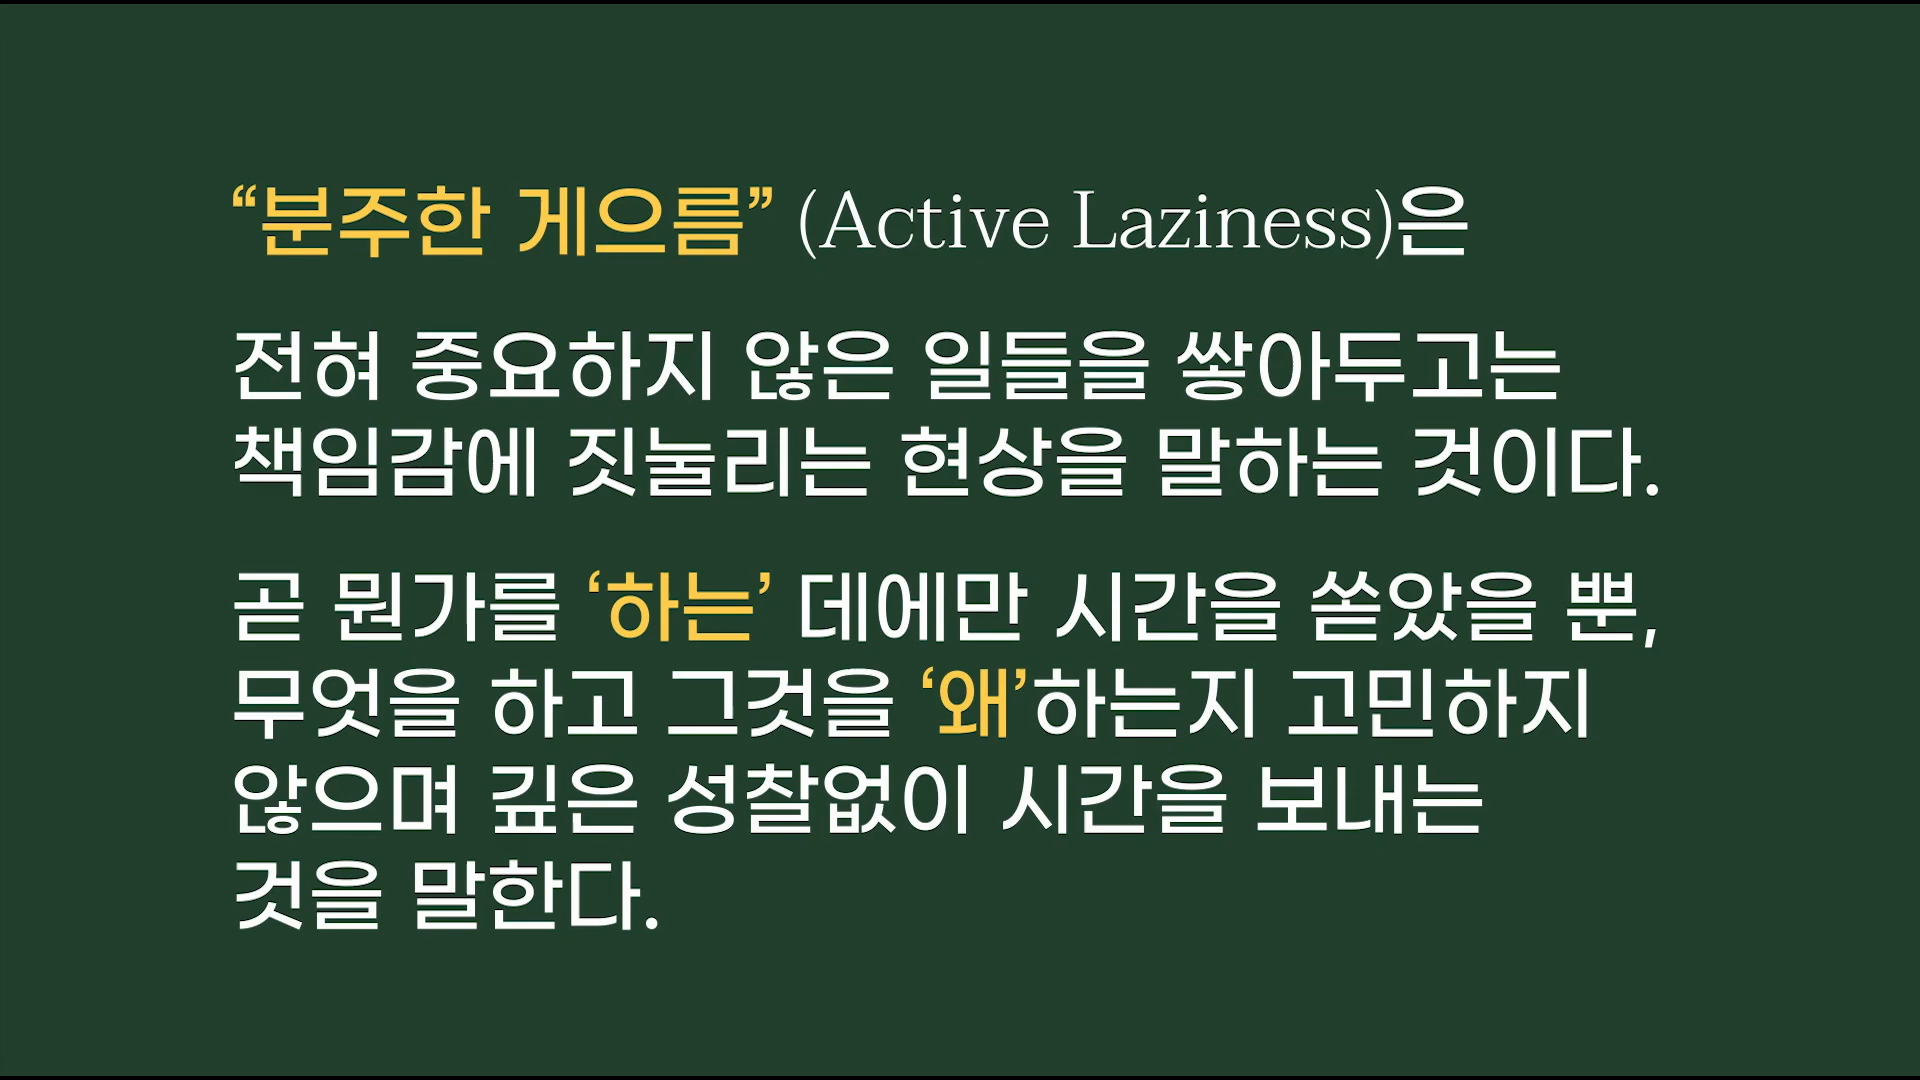 “분주한 게으름” (Active Laziness)은
전혀 중요하지 않은 일들을 쌓아두고는
책임감에 짓눌리는 현상을 말하는 것이다.
곧 뭔가를 ‘하는’ 데에만 시간을 쏟았을 뿐,
무엇을 하고 그것을 ‘왜’하는지 고민하지
않으며 깊은 성찰없이 시간을 보내는
것을 말한다.